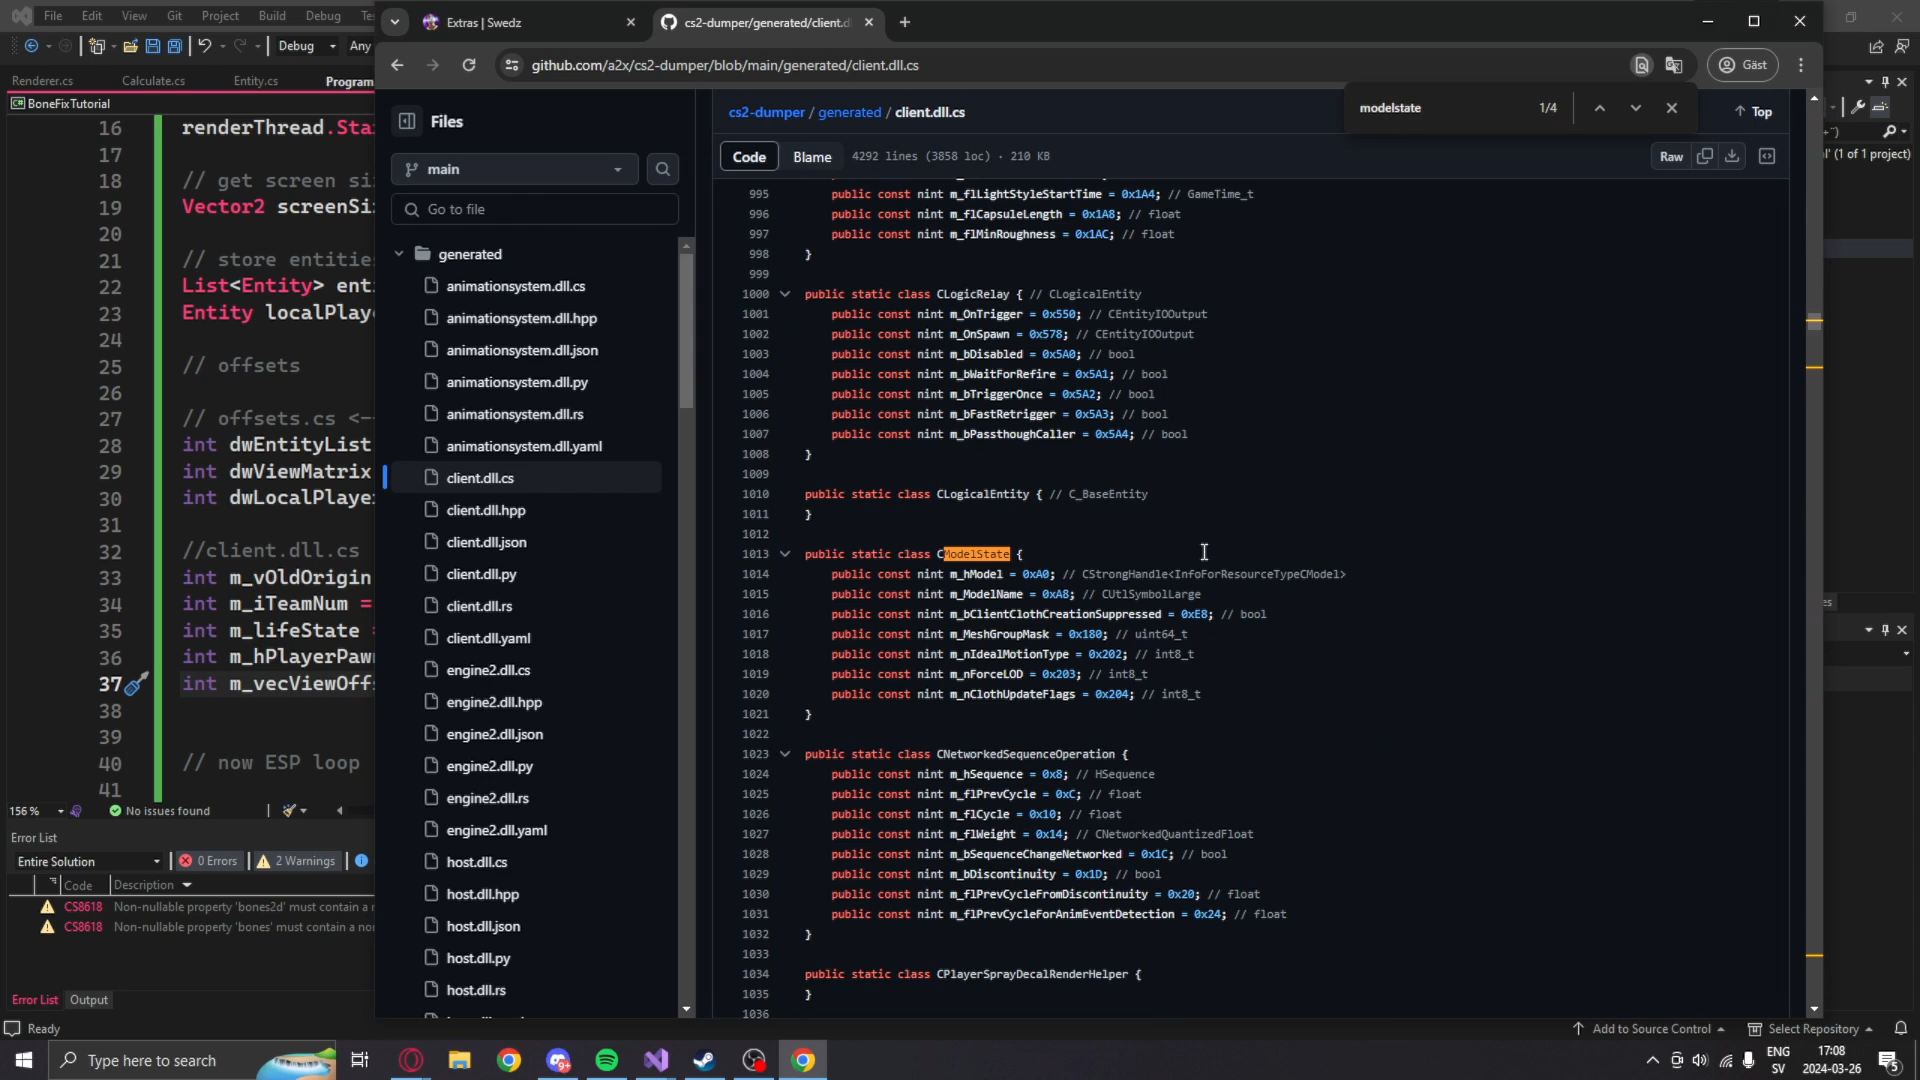 File Edit View Git Project Build Debug Te
Debug Any
Renderer.cs Calculate.cs Entity.cs Program
BoneFixTutorial
16 renderThread.Sta
17
18 // get screen si
19 Vector2 screenSi
20
21 // store entities
22 List<Entity> ent
23 Entity localPlaye
24
25 // offsets
26
27 // offsets.cs <-
28 int dwEntityList
29 int dwViewMatrix
30 int dwLocalPlaye
31
32 //client.dll.cs
33 int m_vOldOrigin
34 int m_iTeamNum =
35 int m_lifeState
36 int m_hPlayerPaw
37 int m_vecViewOff
38
39
40 // now ESP loop
41
156 % No issues found
Error List
Entire Solution 0 Errors 2 Warnings
Code Description
CS8618 Non-nullable property 'bones2d' must contain a
CS8618 Non-nullable property 'bones' must contain a no
Error List Output
Ready
Extras | Swedz
cs2-dumper/generated/client.d
github.com/a2x/cs2-dumper/blob/main/generated/client.dll.cs
Gäst
modelstate 1/4
Files
main
Go to file
generated
animationsystem.dll.cs
animationsystem.dll.hpp
animationsystem.dll.json
animationsystem.dll.py
animationsystem.dll.rs
animationsystem.dll.yaml
client.dll.cs
client.dll.hpp
client.dll.json
client.dll.py
client.dll.rs
client.dll.yaml
engine2.dll.cs
engine2.dll.hpp
engine2.dll.json
engine2.dll.py
engine2.dll.rs
engine2.dll.yaml
host.dll.cs
host.dll.hpp
host.dll.json
host.dll.py
host.dll.rs
cs2-dumper / generated / client.dll.cs
Top
Code Blame 4292 lines (3858 loc) · 210 KB
Raw
995 public const nint m_flLightStyleStartTime = 0x1A4; // GameTime_t
996 public const nint m_flCapsuleLength = 0x1A8; // float
997 public const nint m_flMinRoughness = 0x1AC; // float
998 }
999
1000 public static class CLogicRelay { // CLogicalEntity
1001 public const nint m_OnTrigger = 0x550; // CEntityIOOutput
1002 public const nint m_OnSpawn = 0x578; // CEntityIOOutput
1003 public const nint m_bDisabled = 0x5A0; // bool
1004 public const nint m_bWaitForRefire = 0x5A1; // bool
1005 public const nint m_bTriggerOnce = 0x5A2; // bool
1006 public const nint m_bFastRetrigger = 0x5A3; // bool
1007 public const nint m_bPassthoughCaller = 0x5A4; // bool
1008 }
1009
1010 public static class CLogicalEntity { // C_BaseEntity
1011 }
1012
1013 public static class CModelState {
1014 public const nint m_hModel = 0xA0; // CStrongHandle<InfoForResourceTypeCModel>
1015 public const nint m_ModelName = 0xA8; // CUtlSymbolLarge
1016 public const nint m_bClientClothCreationSuppressed = 0xE8; // bool
1017 public const nint m_MeshGroupMask = 0x180; // uint64_t
1018 public const nint m_nIdealMotionType = 0x202; // int8_t
1019 public const nint m_nForceLOD = 0x203; // int8_t
1020 public const nint m_nClothUpdateFlags = 0x204; // int8_t
1021 }
1022
1023 public static class CNetworkedSequenceOperation {
1024 public const nint m_hSequence = 0x8; // HSequence
1025 public const nint m_flPrevCycle = 0xC; // float
1026 public const nint m_flCycle = 0x10; // float
1027 public const nint m_flWeight = 0x14; // CNetworkedQuantizedFloat
1028 public const nint m_bSequenceChangeNetworked = 0x1C; // bool
1029 public const nint m_bDiscontinuity = 0x1D; // bool
1030 public const nint m_flPrevCycleFromDiscontinuity = 0x20; // float
1031 public const nint m_flPrevCycleForAnimEventDetection = 0x24; // float
1032 }
1033
1034 public static class CPlayerSprayDecalRenderHelper {
1035 }
1036
l' (1 of 1 project)
es
Add to Source Control Select Repository
Type here to search
9+
ENG
SV
17:08
2024-03-26
5